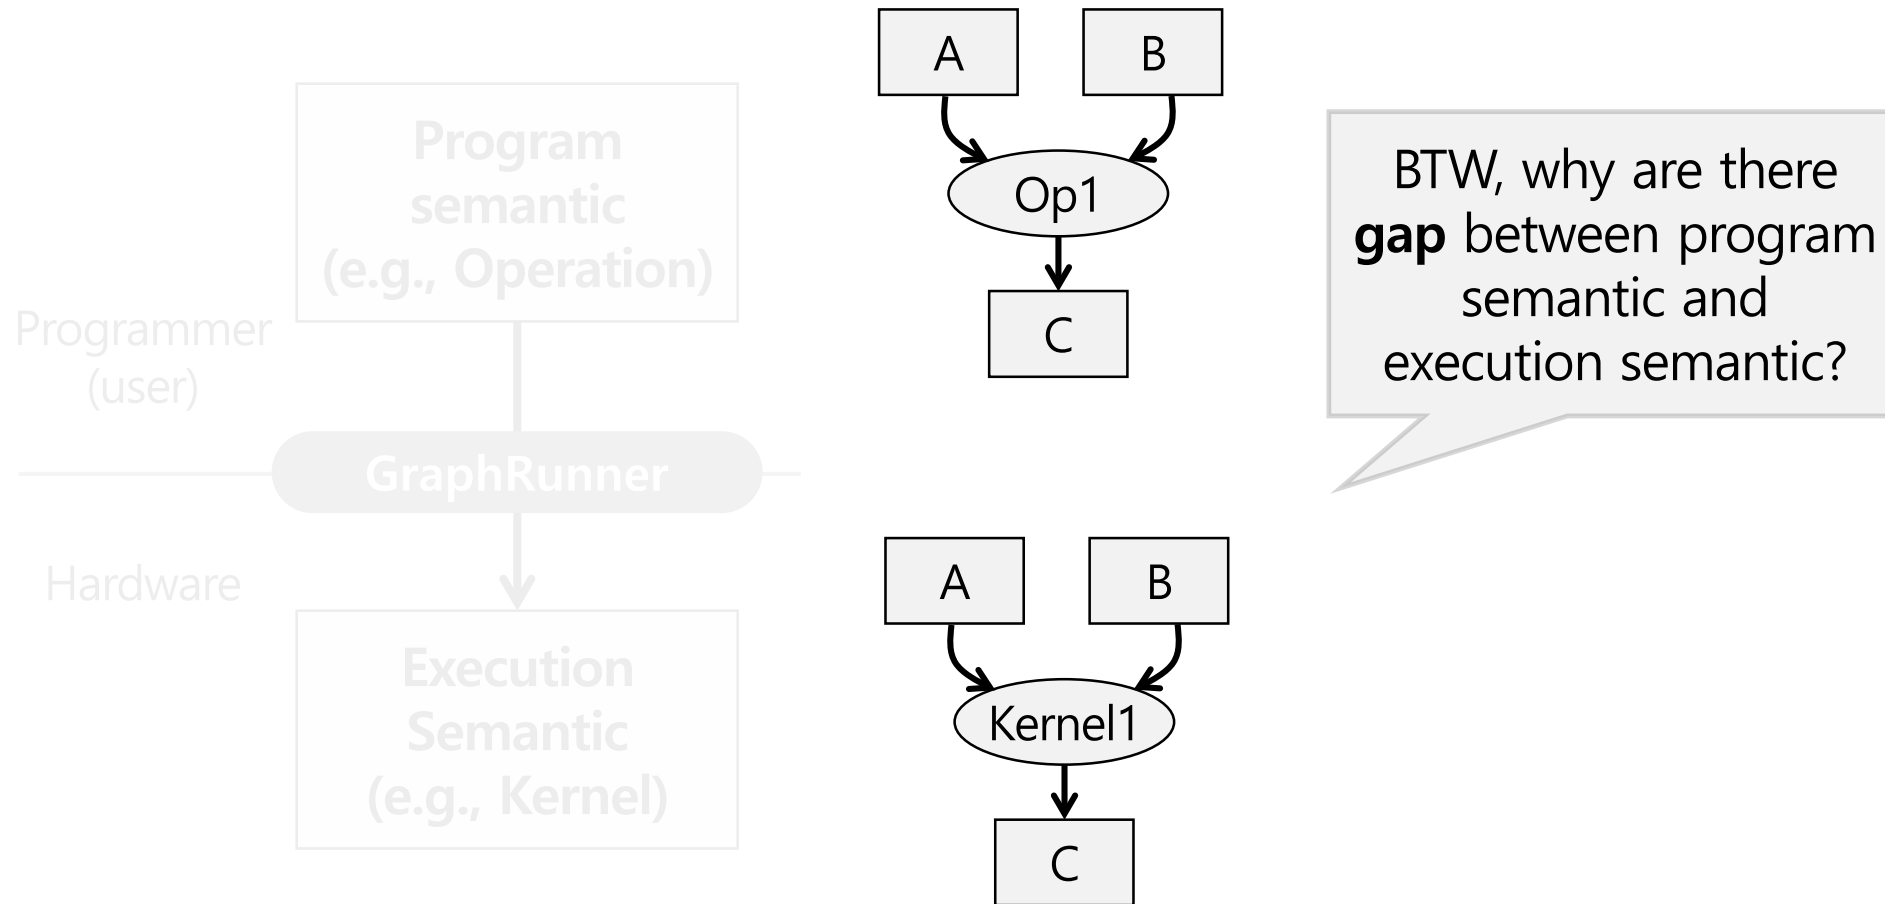 Program
semantic
(e.g., Operation)
Programmer
(user)
GraphRunner
Hardware
Execution
Semantic
(e.g., Kernel)
A
B
Op1
C
A
B
Kernel1
C
BTW, why are there
gap between program
semantic and
execution semantic?